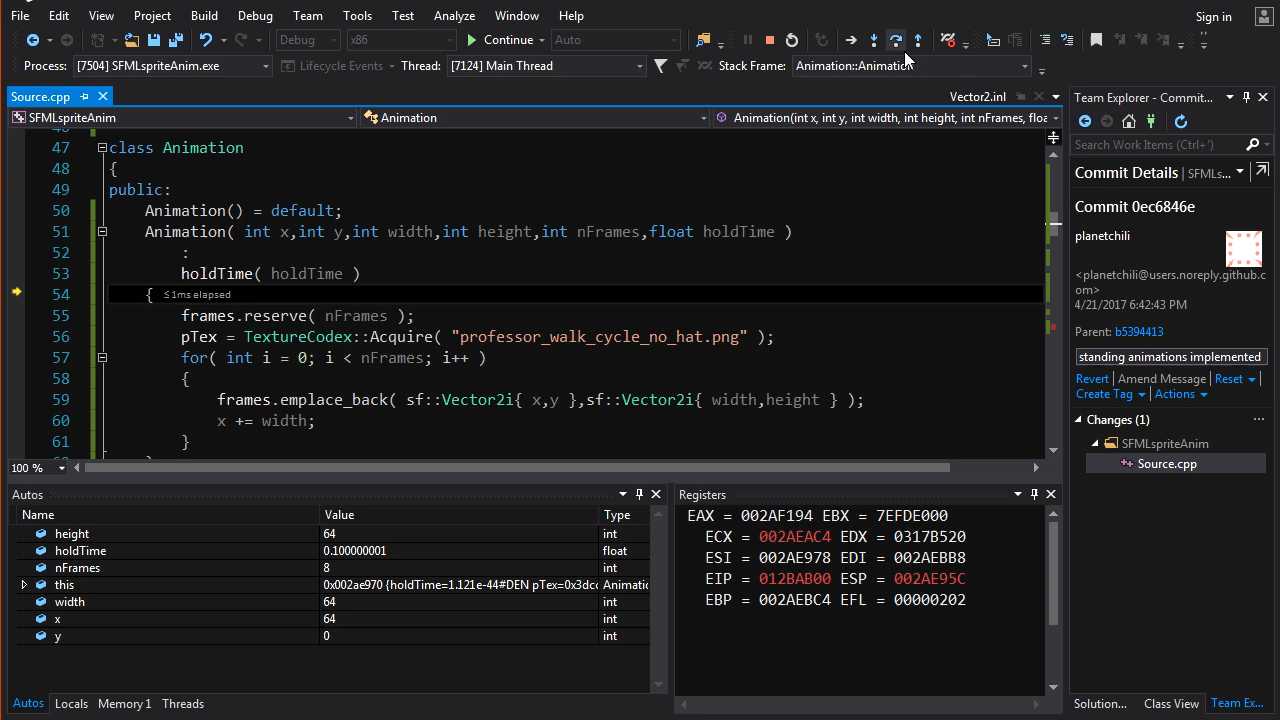 File Edit View Project Build Debug Team Tools Test Analyze Window Help Sign in
Debug x86 Continue Auto
Process: [7504] SFMLspriteAnim.exe Lifecycle Events Thread: [7124] Main Thread Stack Frame: Animation::Animation
Source.cpp Vector2.inl
SFMLspriteAnim Animation Animation(int x, int y, int width, int height, int nFrames, floa
47 class Animation
48 {
49 public:
50 Animation() = default;
51 Animation( int x,int y,int width,int height,int nFrames,float holdTime )
52 :
53 holdTime( holdTime )
54 { ≤1ms elapsed
55 frames.reserve( nFrames );
56 pTex = TextureCodex::Acquire( "professor_walk_cycle_no_hat.png" );
57 for( int i = 0; i < nFrames; i++ )
58 {
59 frames.emplace_back( sf::Vector2i{ x,y },sf::Vector2i{ width,height } );
60 x += width;
61 }
100 %
Autos
Name Value Type
height 64 int
holdTime 0.100000001 float
nFrames 8 int
this 0x002ae970 {holdTime=1.121e-44#DEN pTex=0x3dcc Animatic
width 64 int
x 64 int
y 0 int
Autos Locals Memory 1 Threads
Registers
EAX = 002AF194 EBX = 7EFDE000
ECX = 002AEAC4 EDX = 0317B520
ESI = 002AE978 EDI = 002AEBB8
EIP = 012BAB00 ESP = 002AE95C
EBP = 002AEBC4 EFL = 00000202
Team Explorer - Commit...
Search Work Items (Ctrl+')
Commit Details | SFMLs...
Commit 0ec6846e
planetchili
<planetchili@users.noreply.github.c
om>
4/21/2017 6:42:43 PM
Parent: b5394413
standing animations implemented
Revert | Amend Message | Reset |
Create Tag | Actions
Changes (1) ...
SFMLspriteAnim
Source.cpp
Solution... Class View Team Ex...